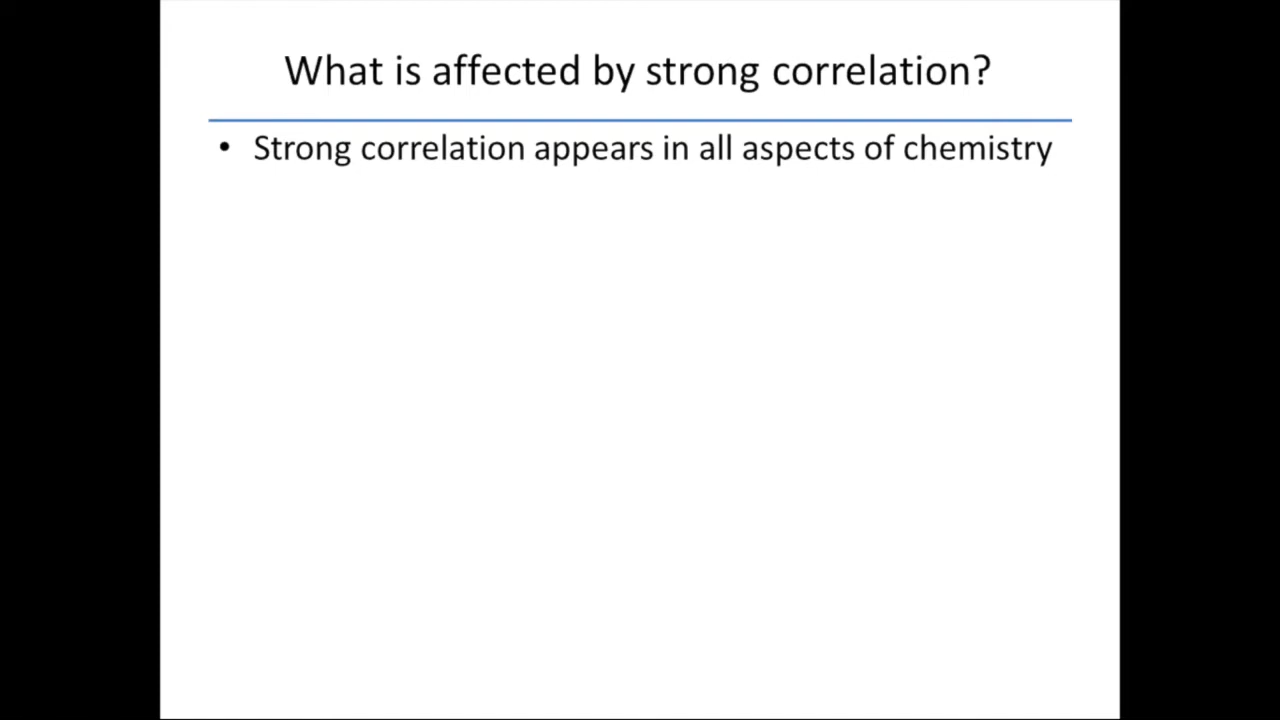 What is affected by strong correlation?
• Strong correlation appears in all aspects of chemistry